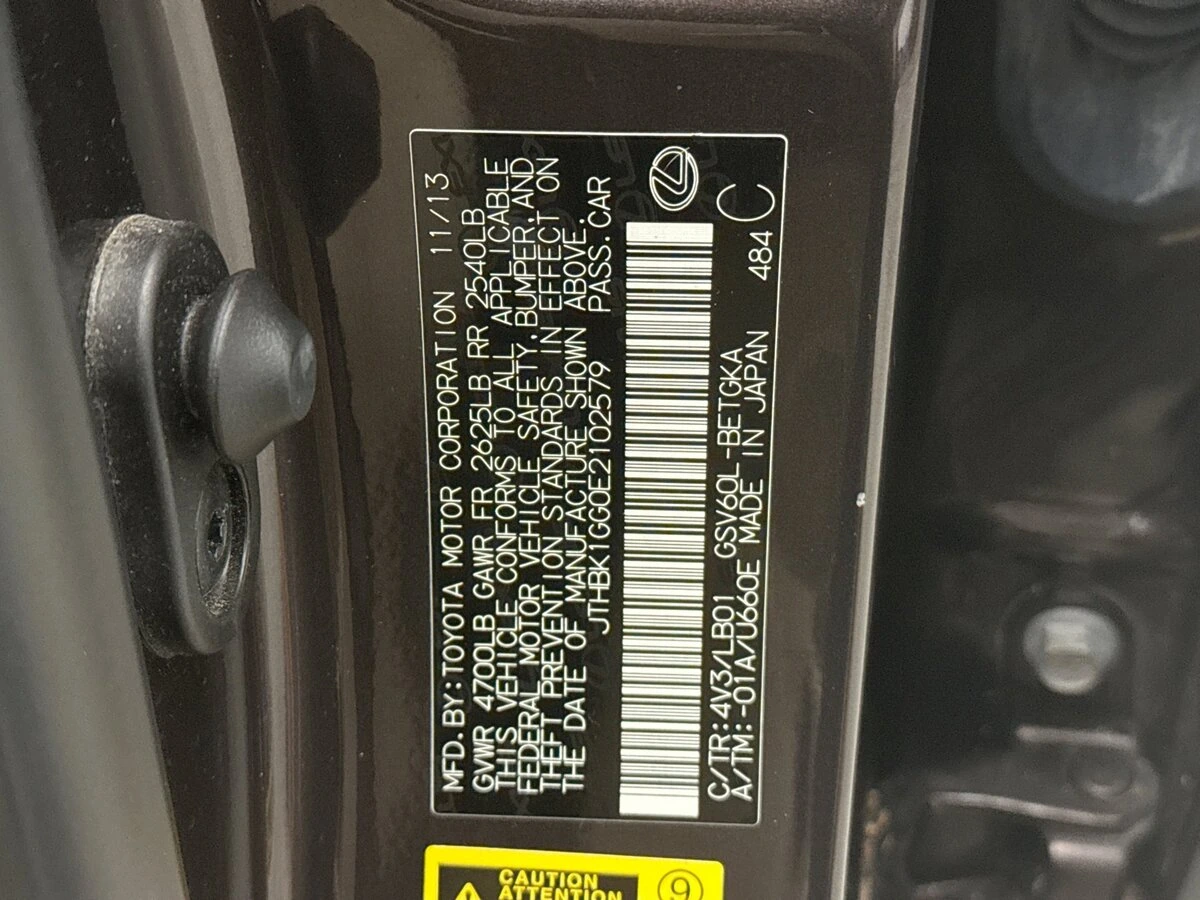 MFD. BY: TOYOTA MOTOR CORPORATION 11/13
GVWR 4700LB GAWR FR 2625LB RR 2540LB
THIS VEHICLE CONFORMS TO ALL APPLICABLE
FEDERAL MOTOR VEHICLE SAFETY, BUMPER, AND
THEFT PREVENTION STANDARDS IN EFFECT ON
THE DATE OF MANUFACTURE SHOWN ABOVE.
JTHBK1GG0E2102579 PASS. CAR
C/TR: 4V3/LB01 GSV60L-BETGKA
A/TM: -01A/U660E MADE IN JAPAN 484 C
CAUTION 9
ATTENTION